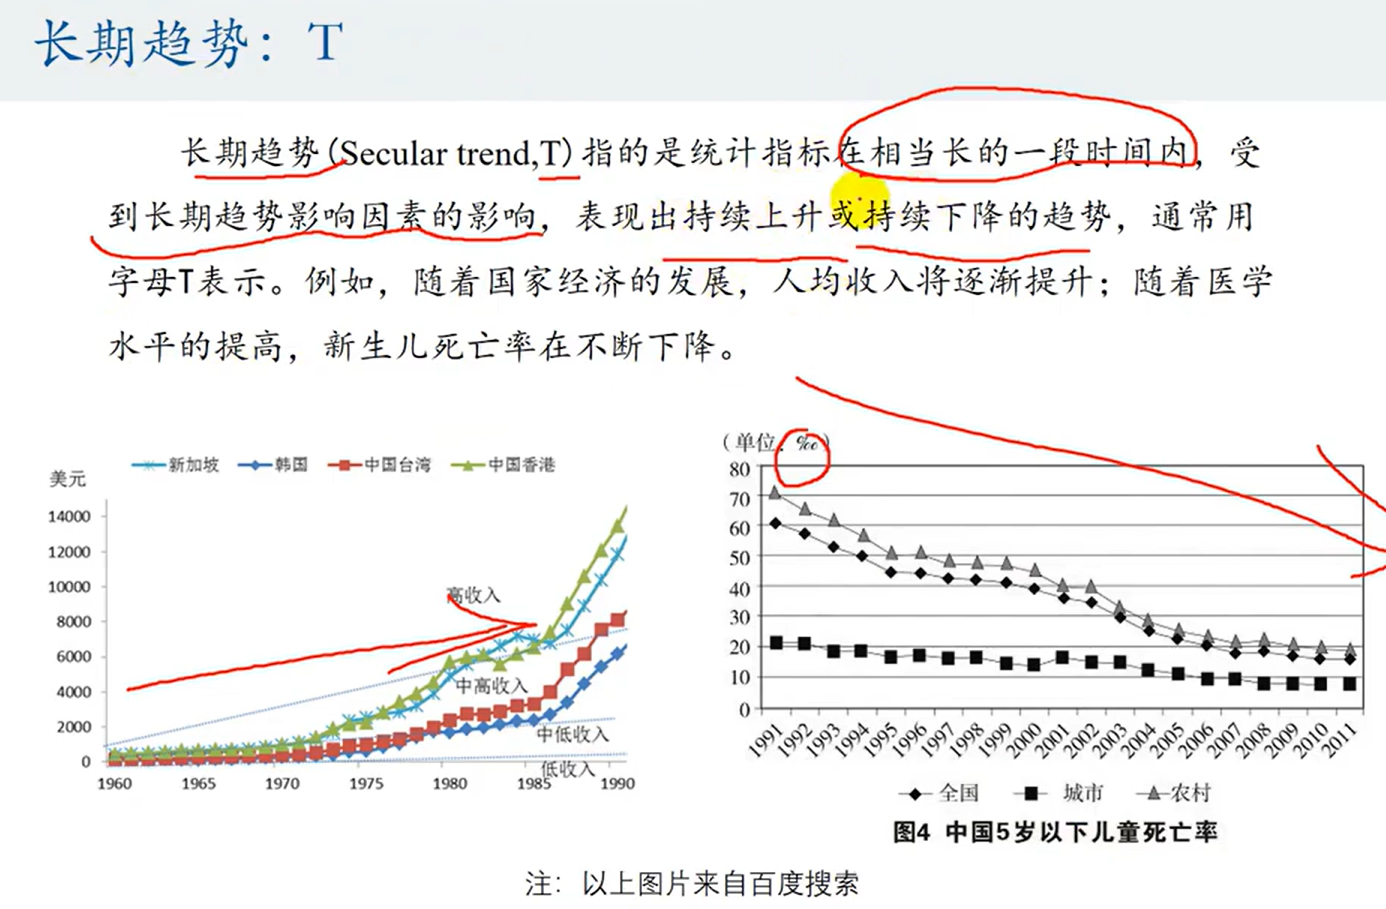 长期趋势：T
长期趋势(Secular trend,T)指的是统计指标在相当长的一段时间内，受
到长期趋势影响因素的影响，表现出持续上升或持续下降的趋势，通常用
字母T表示。例如，随着国家经济的发展，人均收入将逐渐提升；随着医学
水平的提高，新生儿死亡率在不断下降。
新加坡 韩国 中国台湾 中国香港
美元
14000
12000
10000
8000
6000
4000
2000
0
高收入
中高收入
中低收入
低收入
1960 1965 1970 1975 1980 1985 1990
（单位：‰）
80
70
60
50
40
30
20
10
0
1991 1992 1993 1994 1995 1996 1997 1998 1999 2000 2001 2002 2003 2004 2005 2006 2007 2008 2009 2010 2011
全国 城市 农村
图4 中国5岁以下儿童死亡率
注：以上图片来自百度搜索